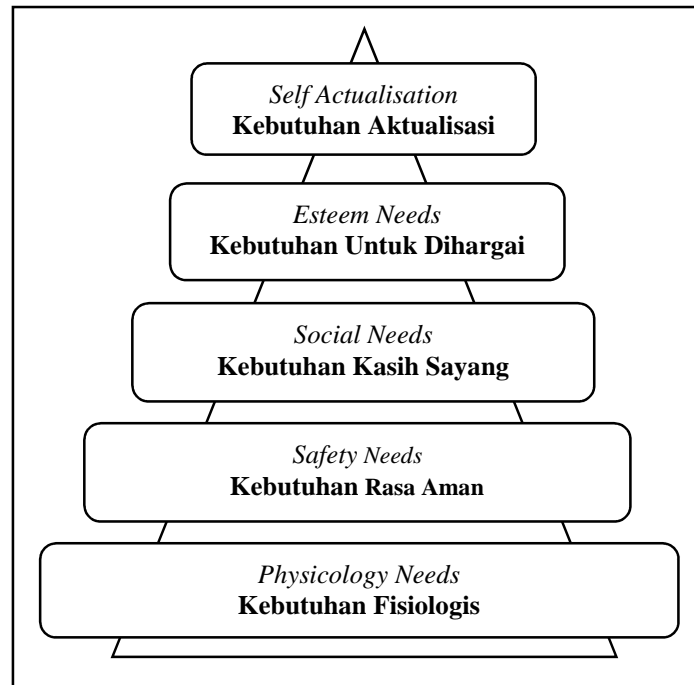 Self Actualisation
Kebutuhan Aktualisasi
Esteem Needs
Kebutuhan Untuk Dihargai
Social Needs
Kebutuhan Kasih Sayang
Safety Needs
Kebutuhan Rasa Aman
Physicology Needs
Kebutuhan Fisiologis